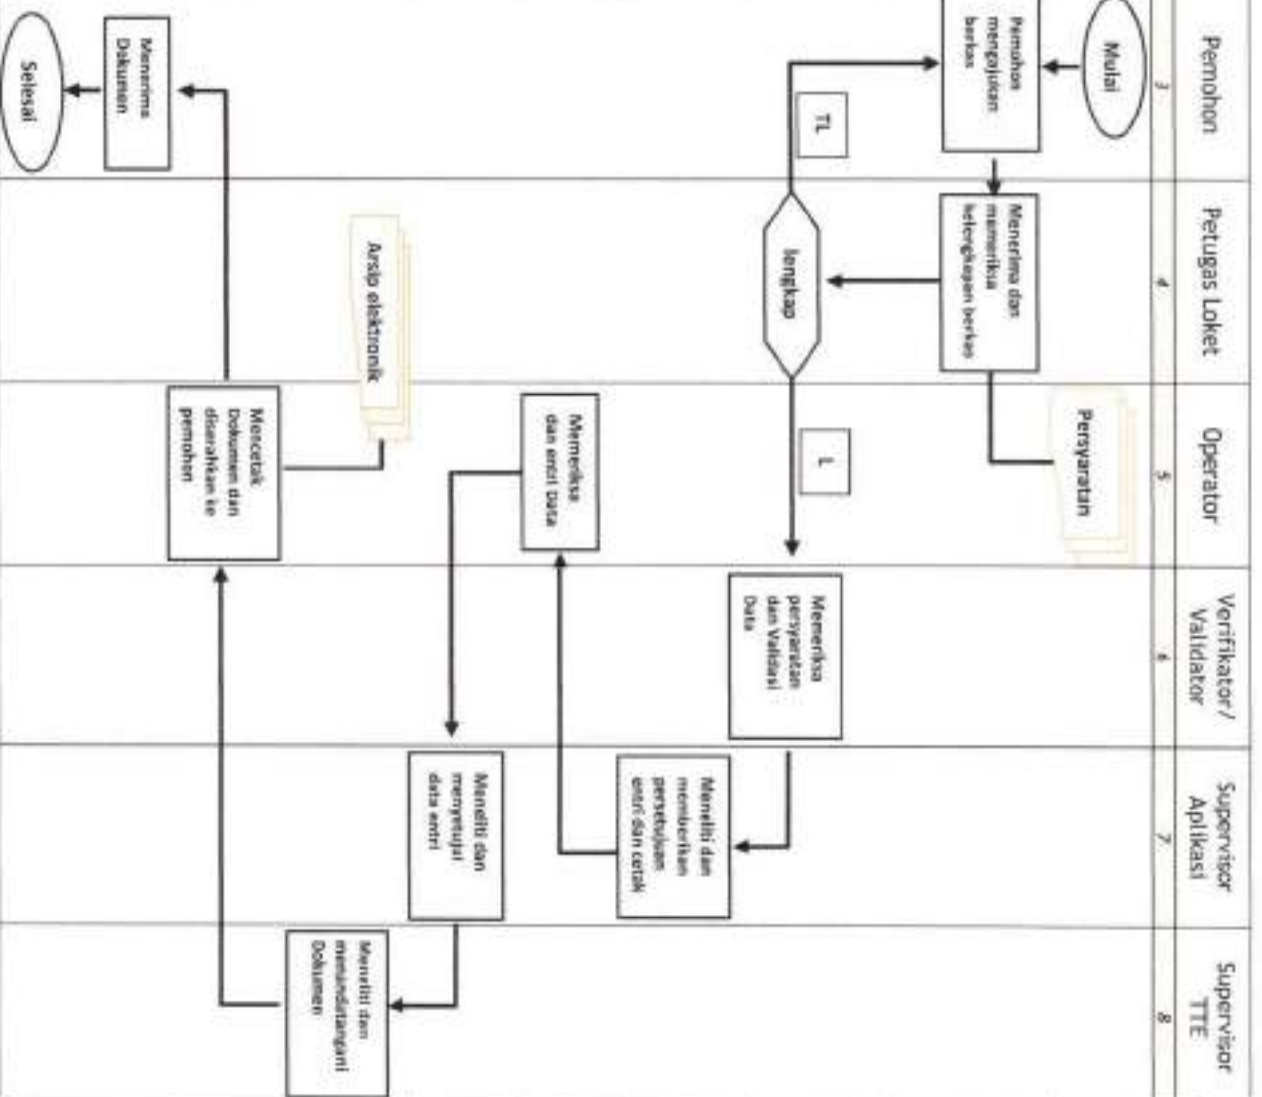 Pemohon
Petugas Loket
Operator
Verifikator/
Validator
Supervisor
Aplikasi
Supervisor
TTE
3
4
5
6
7
8
Mulai
Pemohon
mengajukan
berkas
Menerima dan
memeriksa
kelengkapan berkas
Persyaratan
TL
lengkap
L
Memeriksa
persyaratan
dan Validasi
Data
Meneliti dan
memberikan
persetujuan
entri dan cetak
Memeriksa
dan entri Data
Meneliti dan
menyetujui
data entri
Arsip elektronik
Meneliti dan
menandatangani
Dokumen
Mencetak
Dokumen dan
diserahkan ke
pemohon
Menerima
Dokumen
Selesai